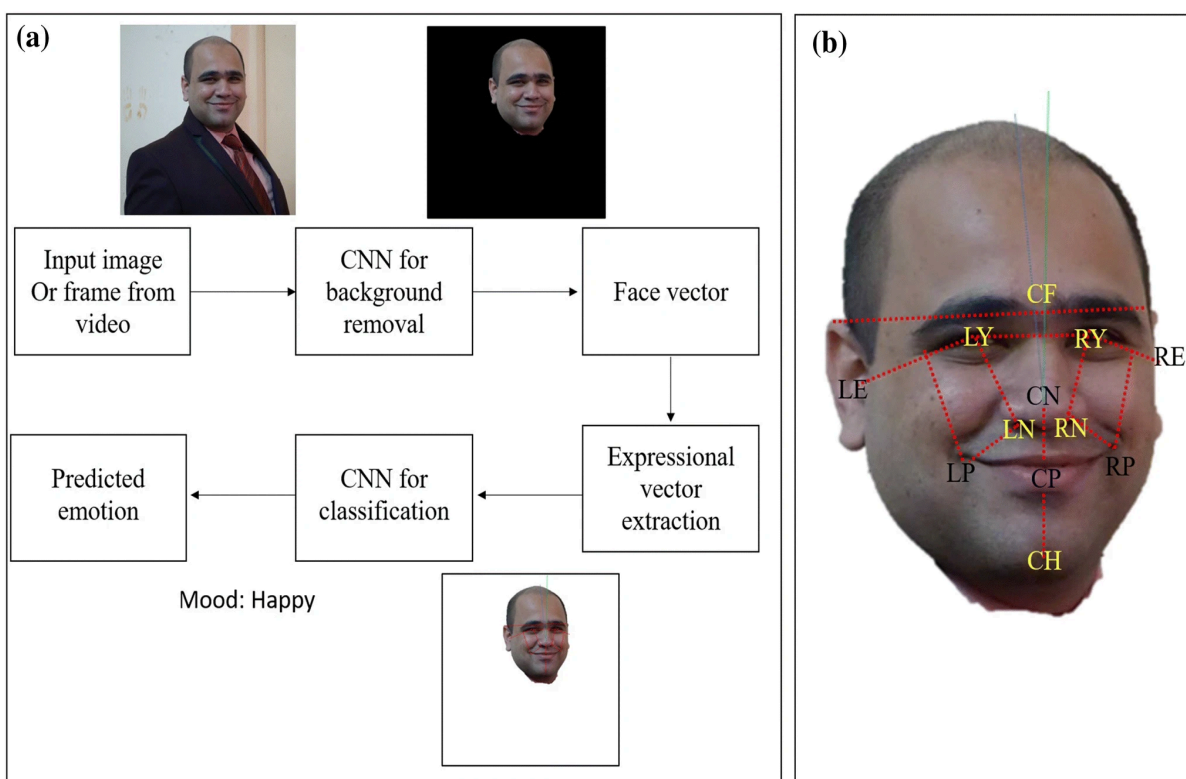 (a)
Input image
Or frame from
video
CNN for
background
removal
Face vector
Expressional
vector
extraction
CNN for
classification
Predicted
emotion
Mood: Happy
(b)
CF
LY
RY
LE
RE
CN
LN
RN
LP
CP
RP
CH